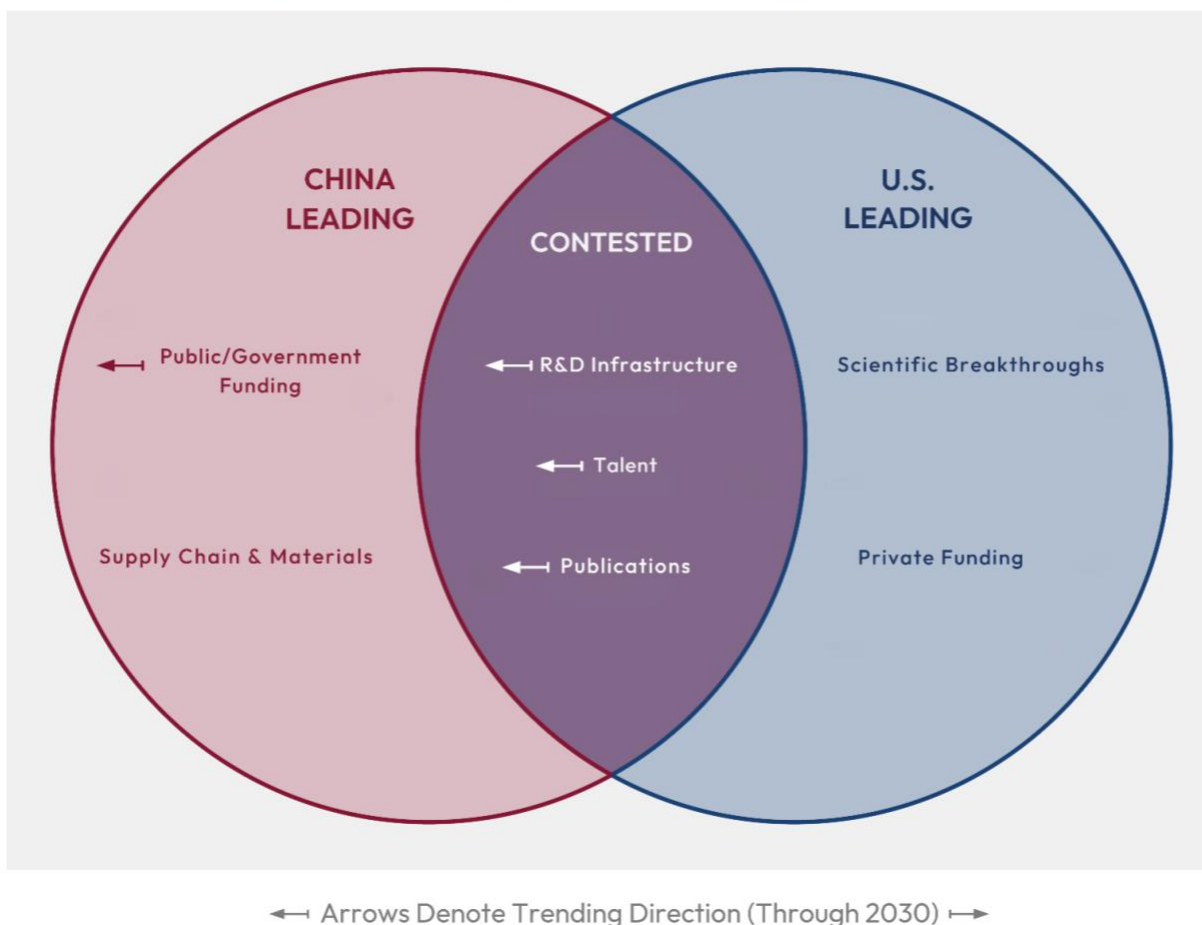 CHINA
LEADING
U.S.
LEADING
CONTESTED
Public/Government
Funding
R&D Infrastructure
Scientific Breakthroughs
Talent
Supply Chain & Materials
Publications
Private Funding
Arrows Denote Trending Direction (Through 2030)